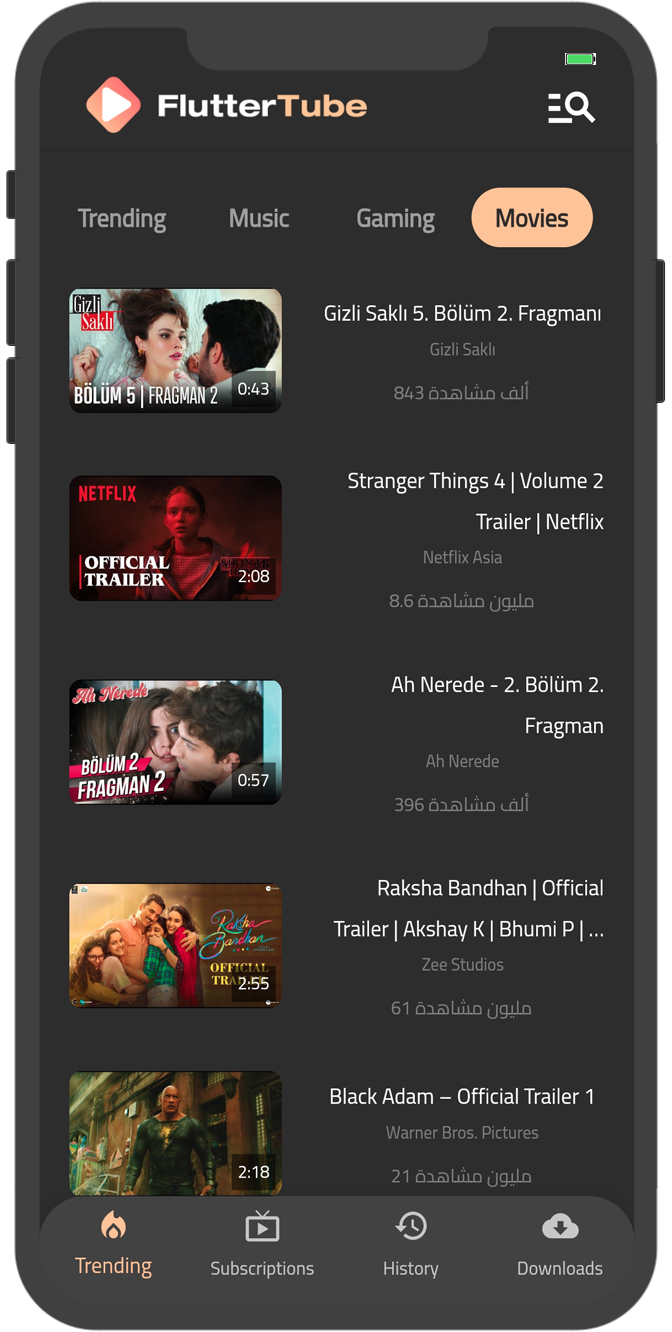 FlutterTube
Trending
Music
Gaming
Movies
Gizli
Saklı
BÖLÜM 5 | FRAGMAN 2
0:43
Gizli Saklı 5. Bölüm 2. Fragmanı
Gizli Saklı
843 ألف مشاهدة
NETFLIX
OFFICIAL
TRAILER
2:08
Stranger Things 4 | Volume 2
Trailer | Netflix
Netflix Asia
8.6 مليون مشاهدة
Ah Nerede
BÖLÜM 2
FRAGMAN 2
0:57
Ah Nerede - 2. Bölüm 2.
Fragman
Ah Nerede
396 ألف مشاهدة
Raksha
Bandhan
OFFICIAL
TRAILER
2:55
Raksha Bandhan | Official
Trailer | Akshay K | Bhumi P | ...
Zee Studios
61 مليون مشاهدة
2:18
Black Adam – Official Trailer 1
Warner Bros. Pictures
21 مليون مشاهدة
Trending
Subscriptions
History
Downloads